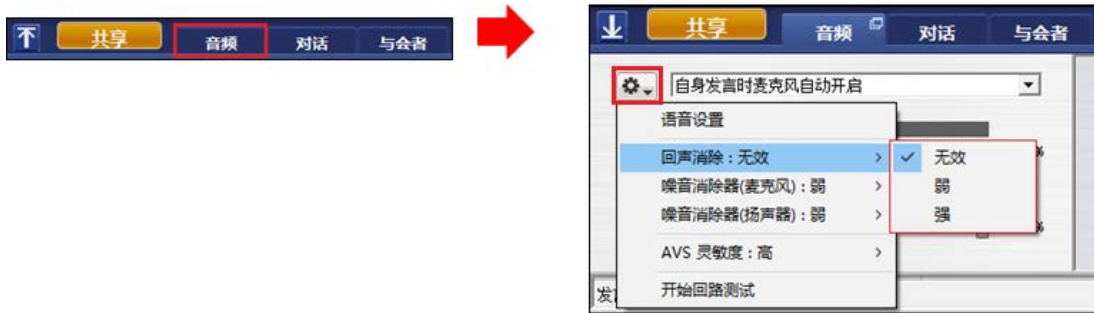 共享 音频 对话 与会者
共享 音频 对话 与会者
自身发言时麦克风自动开启
语音设置
回声消除：无效
无效
噪音消除器(麦克风)：弱
弱
噪音消除器(扬声器)：弱
强
AVS 灵敏度：高
开始回路测试
发